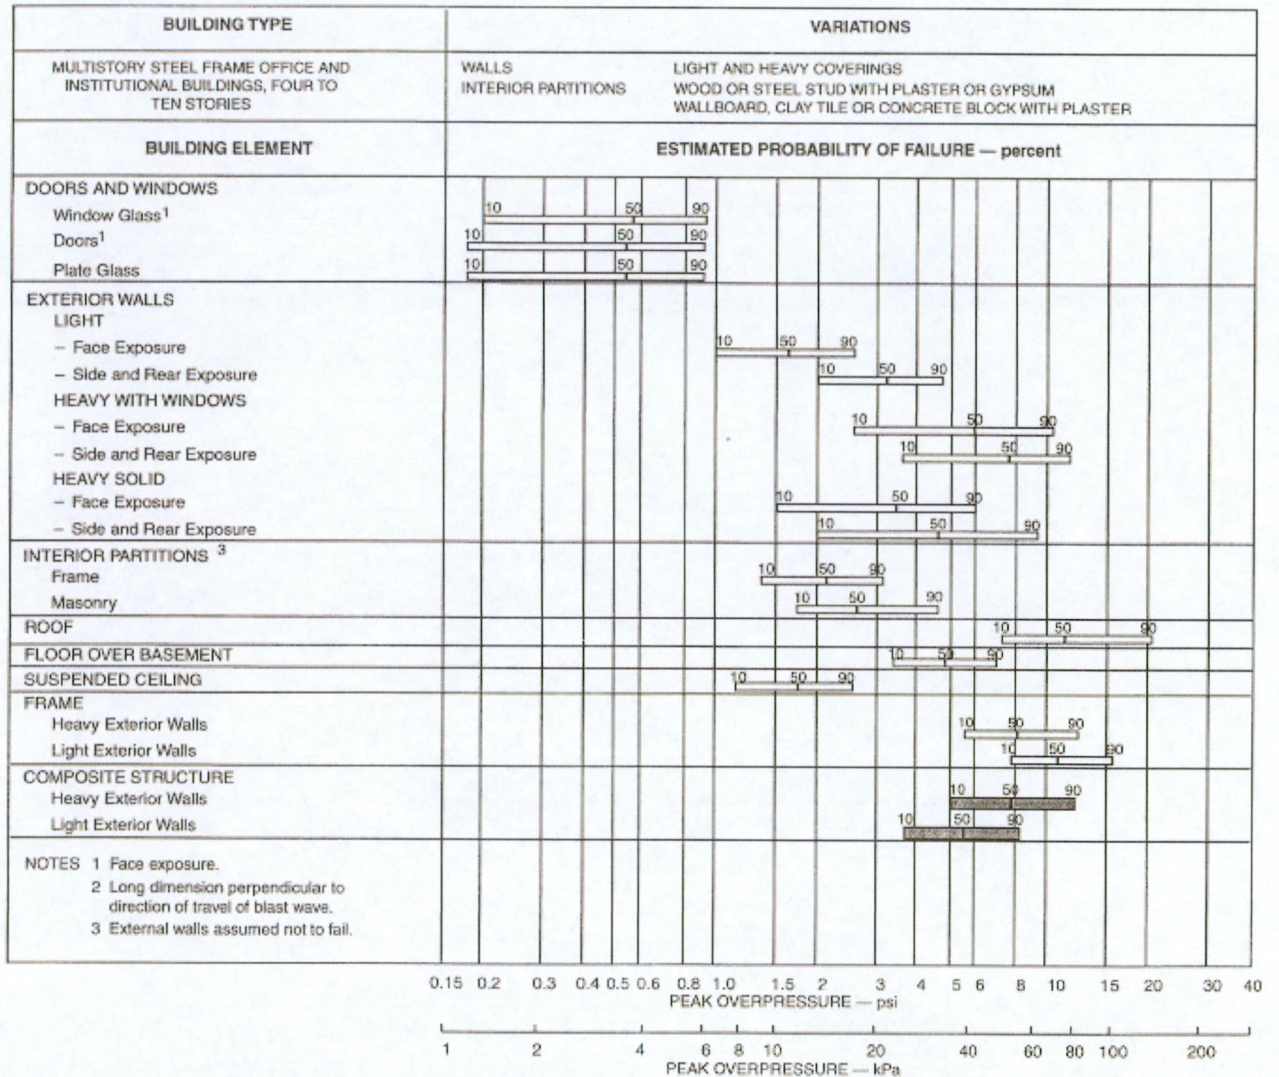 BUILDING TYPE
VARIATIONS
MULTISTORY STEEL FRAME OFFICE AND
INSTITUTIONAL BUILDINGS, FOUR TO
TEN STORIES
WALLS LIGHT AND HEAVY COVERINGS
INTERIOR PARTITIONS WOOD OR STEEL STUD WITH PLASTER OR GYPSUM
WALLBOARD, CLAY TILE OR CONCRETE BLOCK WITH PLASTER
BUILDING ELEMENT
ESTIMATED PROBABILITY OF FAILURE — percent
DOORS AND WINDOWS
Window Glass¹ 10 50 90
Doors¹ 10 50 90
Plate Glass 10 50 90
EXTERIOR WALLS
LIGHT
– Face Exposure 10 50 90
– Side and Rear Exposure 10 50 90
HEAVY WITH WINDOWS
– Face Exposure 10 50 90
– Side and Rear Exposure 10 50 90
HEAVY SOLID
– Face Exposure 10 50 90
– Side and Rear Exposure 10 50 90
INTERIOR PARTITIONS ³
Frame 10 50 90
Masonry 10 50 90
ROOF 10 50 90
FLOOR OVER BASEMENT 10 50 90
SUSPENDED CEILING 10 50 90
FRAME
Heavy Exterior Walls 10 50 90
Light Exterior Walls 10 50 90
COMPOSITE STRUCTURE
Heavy Exterior Walls 10 50 90
Light Exterior Walls 10 50 90
NOTES 1 Face exposure.
2 Long dimension perpendicular to
direction of travel of blast wave.
3 External walls assumed not to fail.
0.15 0.2 0.3 0.4 0.5 0.6 0.8 1.0 1.5 2 3 4 5 6 8 10 15 20 30 40
PEAK OVERPRESSURE — psi
1 2 4 6 8 10 20 40 60 80 100 200
PEAK OVERPRESSURE — kPa